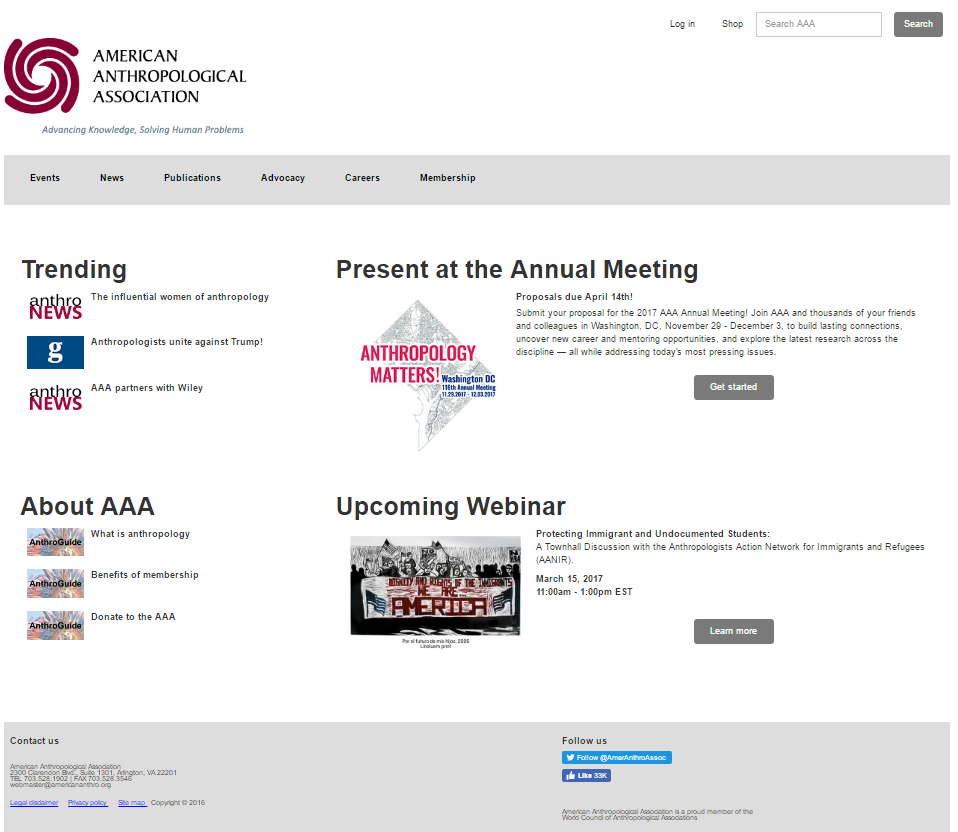 Log in Shop Search AAA Search
AMERICAN
ANTHROPOLOGICAL
ASSOCIATION
Advancing Knowledge, Solving Human Problems
Events News Publications Advocacy Careers Membership
Trending
anthro
NEWS
The influential women of anthropology
g
Anthropologists unite against Trump!
anthro
NEWS
AAA partners with Wiley
Present at the Annual Meeting
ANTHROPOLOGY
MATTERS!
Washington DC
116th Annual Meeting
11.29.2017 - 12.03.2017
Proposals due April 14th!
Submit your proposal for the 2017 AAA Annual Meeting! Join AAA and thousands of your friends
and colleagues in Washington, DC, November 29 - December 3, to build lasting connections,
uncover new career and mentoring opportunities, and explore the latest research across the
discipline — all while addressing today's most pressing issues.
Get started
About AAA
AnthroGuide
What is anthropology
AnthroGuide
Benefits of membership
AnthroGuide
Donate to the AAA
Upcoming Webinar
DIGNITY AND RIGHTS OF THE IMMIGRANTS
WE ARE
AMERICA
Por el futuro de mis hijos, 2006
Linoleum print
Protecting Immigrant and Undocumented Students:
A Townhall Discussion with the Anthropologists Action Network for Immigrants and Refugees
(AANIR).
March 15, 2017
11:00am - 1:00pm EST
Learn more
Contact us
American Anthropological Association
2300 Clarendon Blvd., Suite 1301, Arlington, VA 22201
TEL 703.528.1902 | FAX 703.528.3546
webmaster@americananthro.org
Legal disclaimer Privacy policy Site map Copyright © 2016
Follow us
Follow @AmerAnthroAssoc
Like 33K
American Anthropological Association is a proud member of the
World Council of Anthropological Associations